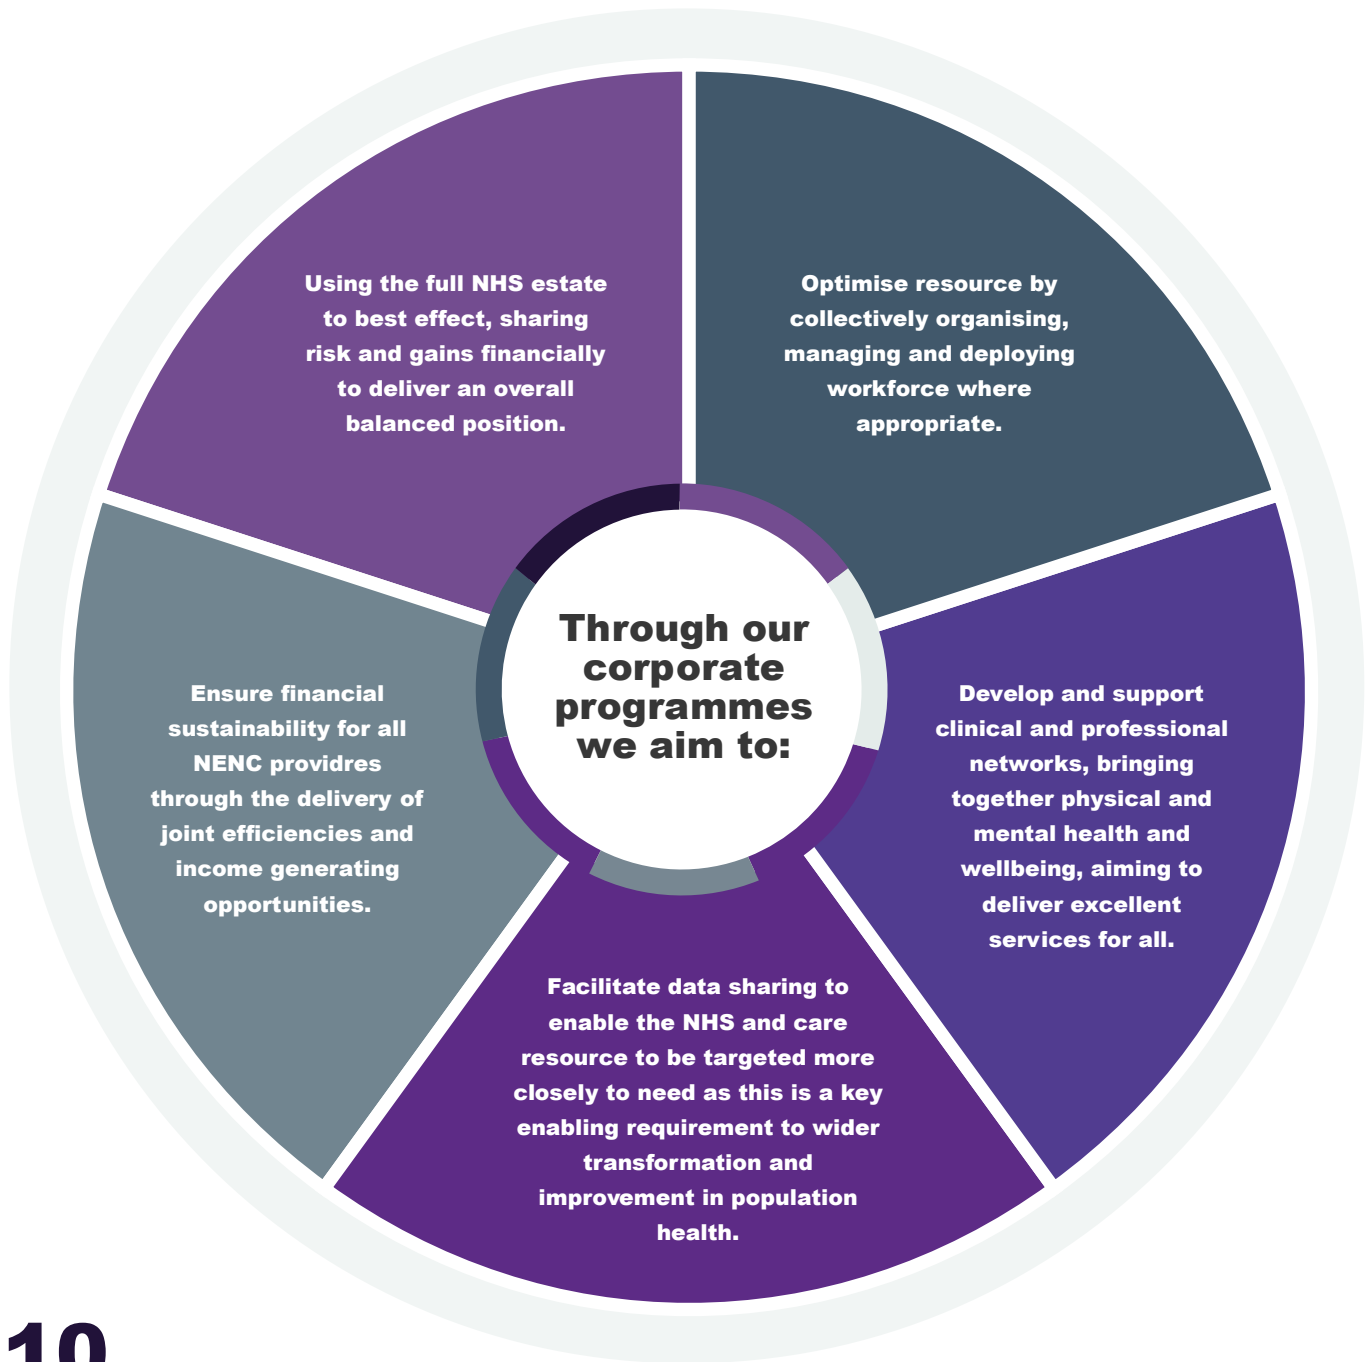 Using the full NHS estate
to best effect, sharing
risk and gains financially
to deliver an overall
balanced position.
Optimise resource by
collectively organising,
managing and deploying
workforce where
appropriate.
Through our
corporate
programmes
we aim to:
Ensure financial
sustainability for all
NENC providres
through the delivery of
joint efficiencies and
income generating
opportunities.
Develop and support
clinical and professional
networks, bringing
together physical and
mental health and
wellbeing, aiming to
deliver excellent
services for all.
Facilitate data sharing to
enable the NHS and care
resource to be targeted more
closely to need as this is a key
enabling requirement to wider
transformation and
improvement in population
health.
10